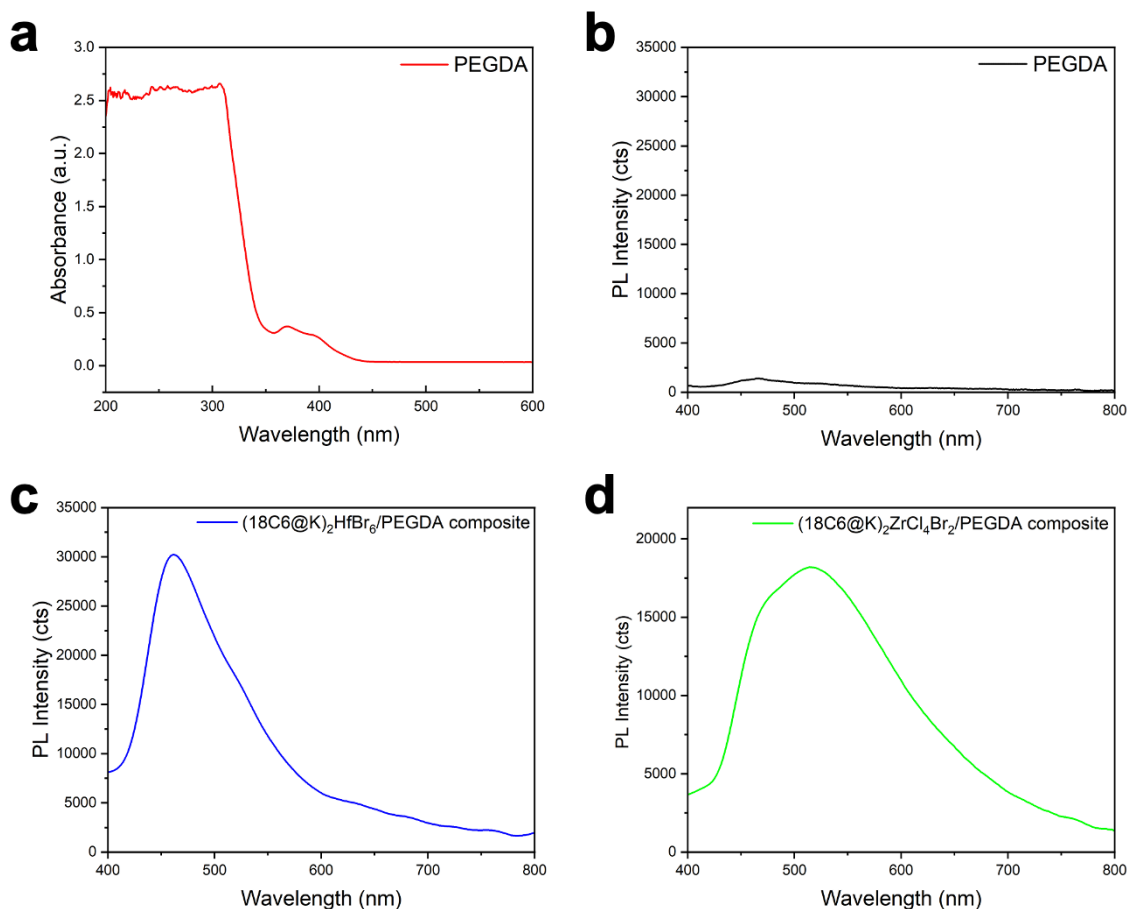 a
3.0
2.5
2.0
1.5
1.0
0.5
0.0
Absorbance (a.u.)
PEGDA
200 300 400 500 600
Wavelength (nm)
b
35000
30000
25000
20000
15000
10000
5000
0
PL Intensity (cts)
PEGDA
400 500 600 700 800
Wavelength (nm)
c
35000
30000
25000
20000
15000
10000
5000
0
PL Intensity (cts)
(18C6@K)₂HfBr₆/PEGDA composite
400 500 600 700 800
Wavelength (nm)
d
20000
15000
10000
5000
0
PL Intensity (cts)
(18C6@K)₂ZrCl₄Br₂/PEGDA composite
400 500 600 700 800
Wavelength (nm)